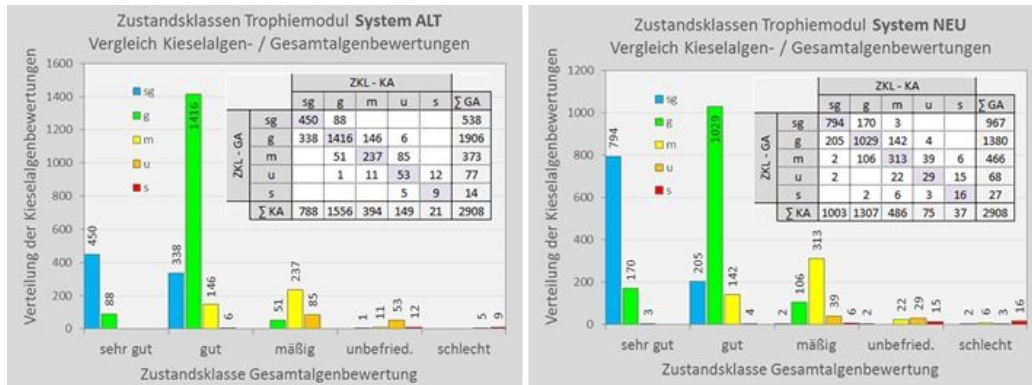 Zustandsklassen Trophiemodul System ALT
Vergleich Kieselalgen- / Gesamtalgenbewertungen
Verteilung der Kieselalgenbewertungen
1600
1400
1200
1000
800
600
400
200
0
sg
g
m
u
s
ZKL - KA
sg g m u s ∑ GA
ZKL - GA
sg 450 88 538
g 338 1416 146 6 1906
m 51 237 85 373
u 1 11 53 12 77
s 5 9 14
∑ KA 788 1556 394 149 21 2908
450 88
338 1416 146 6
51 237 85
1 11 53 12
5 9
sehr gut gut mäßig unbefried. schlecht
Zustandsklasse Gesamtalgenbewertung
Zustandsklassen Trophiemodul System NEU
Vergleich Kieselalgen- / Gesamtalgenbewertungen
Verteilung der Kieselalgenbewertungen
1200
1000
800
600
400
200
0
sg
g
m
u
s
ZKL - KA
sg g m u s ∑ GA
ZKL - GA
sg 794 170 3 967
g 205 1029 142 4 1380
m 2 106 313 39 6 466
u 2 22 29 15 68
s 2 6 3 16 27
∑ KA 1003 1307 486 75 37 2908
794 170 3
205 1029 142 4
2 106 313 39 6
2 22 29 15
2 6 3 16
sehr gut gut mäßig unbefried. schlecht
Zustandsklasse Gesamtalgenbewertung